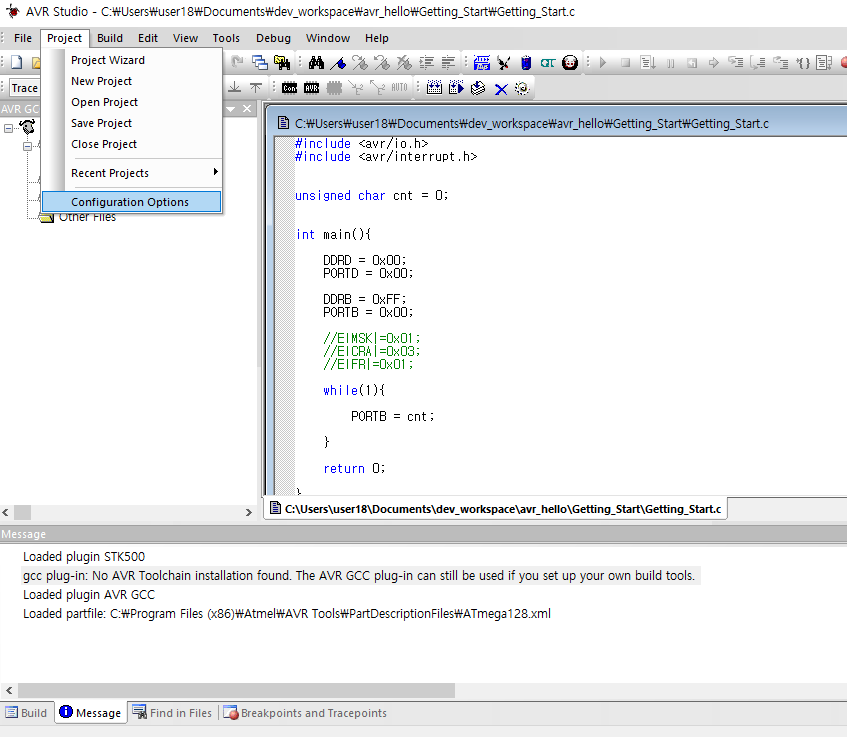 AVR Studio - C:₩Users₩user18₩Documents₩dev_workspace₩avr_hello₩Getting_Start₩Getting_Start.c
File Project Build Edit View Tools Debug Window Help
Project Wizard
New Project
Open Project
Save Project
Close Project
Recent Projects
Configuration Options
Other Files
Trace
Con AVR AUTO
AVR GC
C:₩Users₩user18₩Documents₩dev_workspace₩avr_hello₩Getting_Start₩Getting_Start.c
#include <avr/io.h>
#include <avr/interrupt.h>
unsigned char cnt = 0;
int main(){
DDRD = 0x00;
PORTD = 0x00;
DDRB = 0xFF;
PORTB = 0x00;
//EIMSK|=0x01;
//EICRA|=0x03;
//EIFR|=0x01;
while(1){
PORTB = cnt;
}
return 0;
}
C:\Users\user18\Documents\dev_workspace\avr_hello\Getting_Start\Getting_Start.c
Message
Loaded plugin STK500
gcc plug-in: No AVR Toolchain installation found. The AVR GCC plug-in can still be used if you set up your own build tools.
Loaded plugin AVR GCC
Loaded partfile: C:₩Program Files (x86)₩Atmel₩AVR Tools₩PartDescriptionFiles₩ATmega128.xml
Build Message Find in Files Breakpoints and Tracepoints